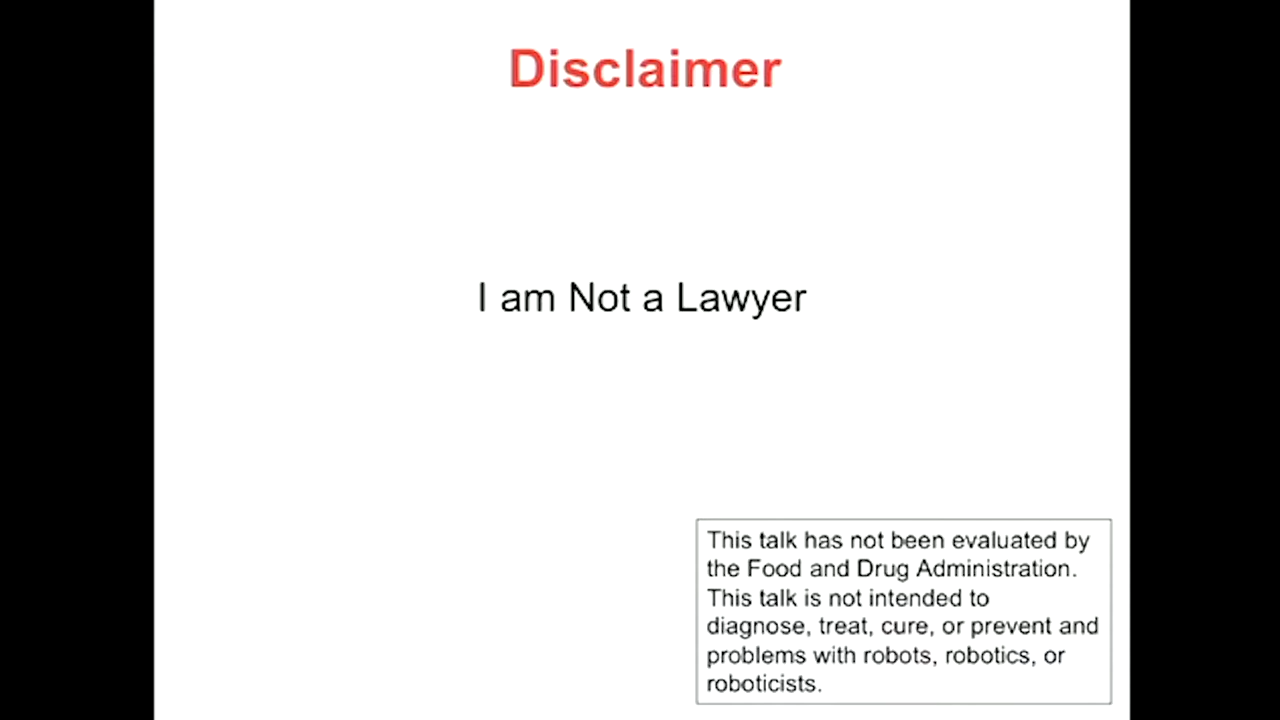 Disclaimer
I am Not a Lawyer
This talk has not been evaluated by
the Food and Drug Administration.
This talk is not intended to
diagnose, treat, cure, or prevent and
problems with robots, robotics, or
roboticists.